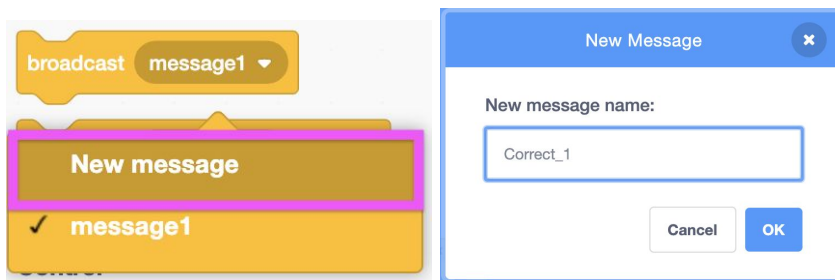 broadcast message1
New message
✓ message1
New Message
New message name:
Correct_1
Cancel OK